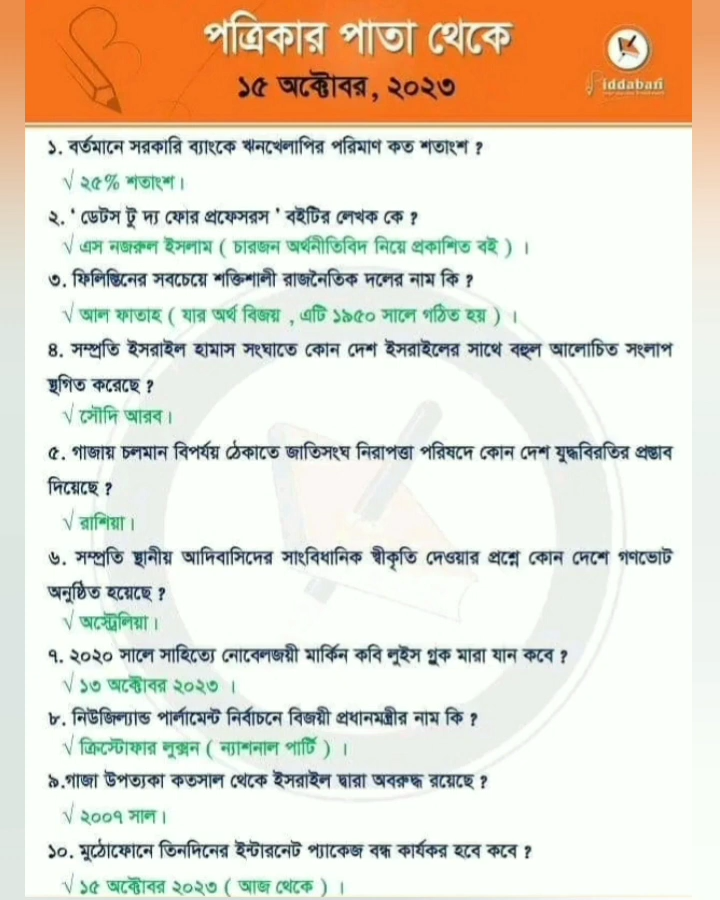 পত্রিকার পাতা থেকে
১৫ অক্টোবর, ২০২৩
iddabari
১. বর্তমানে সরকারি ব্যাংকে ঋনখেলাপির পরিমাণ কত শতাংশ ?
√ ২৫% শতাংশ।
২. ' ডেটস টু দ্য ফোর প্রফেসরস ' বইটির লেখক কে ?
√ এস নজরুল ইসলাম ( চারজন অর্থনীতিবিদ নিয়ে প্রকাশিত বই ) ।
৩. ফিলিস্তিনের সবচেয়ে শক্তিশালী রাজনৈতিক দলের নাম কি ?
√ আল ফাতাহ ( যার অর্থ বিজয় , এটি ১৯৫০ সালে গঠিত হয় ) ।
৪. সম্প্রতি ইসরাইল হামাস সংঘাতে কোন দেশ ইসরাইলের সাথে বহুল আলোচিত সংলাপ
স্থগিত করেছে ?
√ সৌদি আরব।
৫. গাজায় চলমান বিপর্যয় ঠেকাতে জাতিসংঘ নিরাপত্তা পরিষদে কোন দেশ যুদ্ধবিরতির প্রস্তাব
দিয়েছে ?
√ রাশিয়া।
৬. সম্প্রতি স্থানীয় আদিবাসিদের সাংবিধানিক স্বীকৃতি দেওয়ার প্রশ্নে কোন দেশে গণভোট
অনুষ্ঠিত হয়েছে ?
√ অস্ট্রেলিয়া।
৭. ২০২০ সালে সাহিত্যে নোবেলজয়ী মার্কিন কবি লুইস গ্লুক মারা যান কবে ?
√ ১৩ অক্টোবর ২০২৩ ।
৮. নিউজিল্যান্ড পার্লামেন্ট নির্বাচনে বিজয়ী প্রধানমন্ত্রীর নাম কি ?
√ ক্রিস্টোফার লুক্সন ( ন্যাশনাল পার্টি ) ।
৯.গাজা উপত্যকা কতসাল থেকে ইসরাইল দ্বারা অবরুদ্ধ রয়েছে ?
√ ২০০৭ সাল।
১০. মুঠোফোনে তিনদিনের ইন্টারনেট প্যাকেজ বন্ধ কার্যকর হবে কবে ?
√ ১৫ অক্টোবর ২০২৩ ( আজ থেকে ) ।